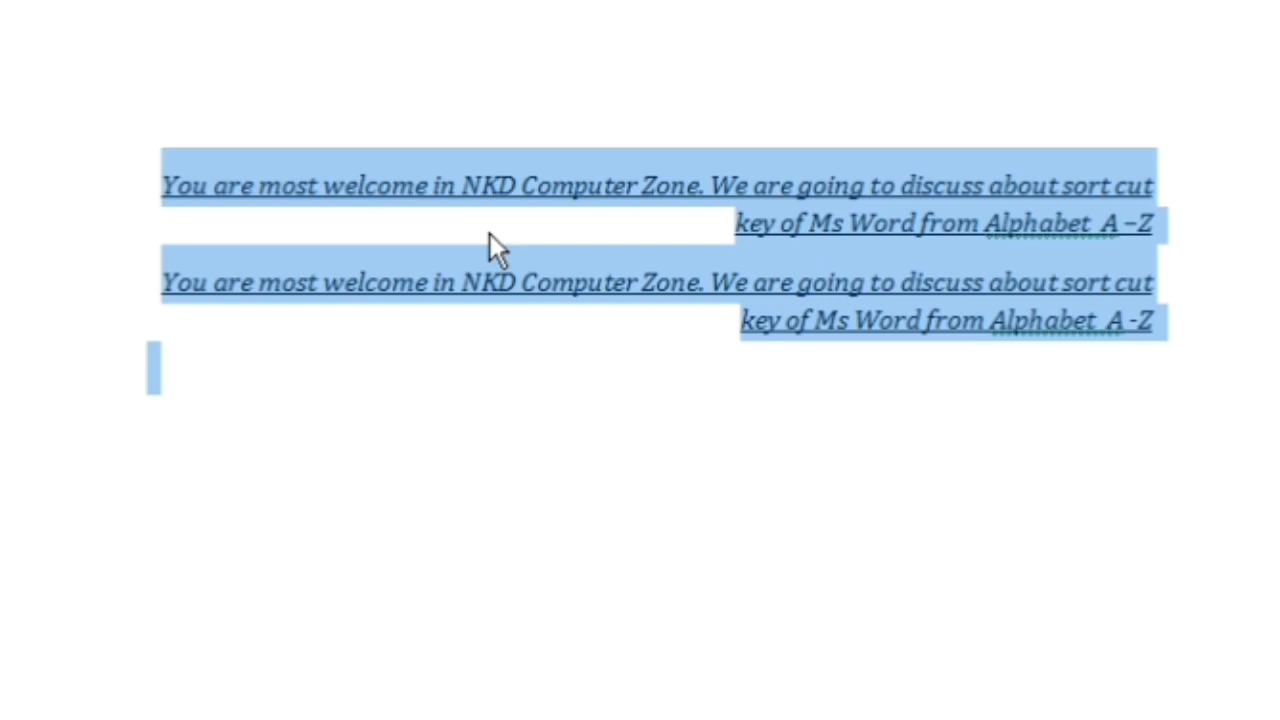 You are most welcome in NKD Computer Zone. We are going to discuss about sort cut
key of Ms Word from Alphabet  A –Z
You are most welcome in NKD Computer Zone. We are going to discuss about sort cut
key of Ms Word from Alphabet  A -Z